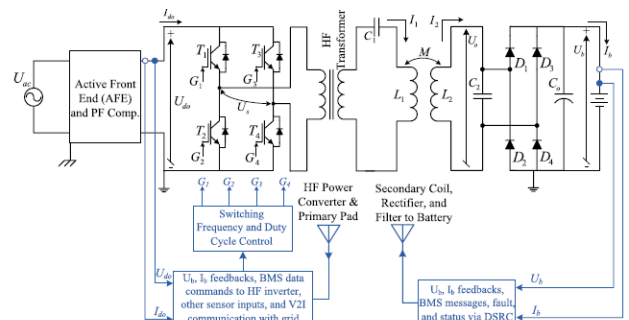 I_do
HF
Transformer
C_1
I_1
I_2
U_ac
Active Front
End (AFE)
and PF Comp.
+
U_do
-
T_1
T_3
G_1
G_3
U_s
T_2
T_4
G_2
G_4
M
L_1
L_2
+
U_o
-
C_2
D_1
D_3
D_2
D_4
C_o
+
U_b
-
I_b
G_1
G_2
G_3
G_4
Switching
Frequency and Duty
Cycle Control
HF Power
Converter &
Primary Pad
Secondary Coil,
Rectifier, and
Filter to Battery
U_do
I_do
U_b, I_b feedbacks, BMS data
commands to HF inverter,
other sensor inputs, and V2I
communication with grid
U_b, I_b feedbacks,
BMS messages, fault,
and status via DSRC
U_b
I_b